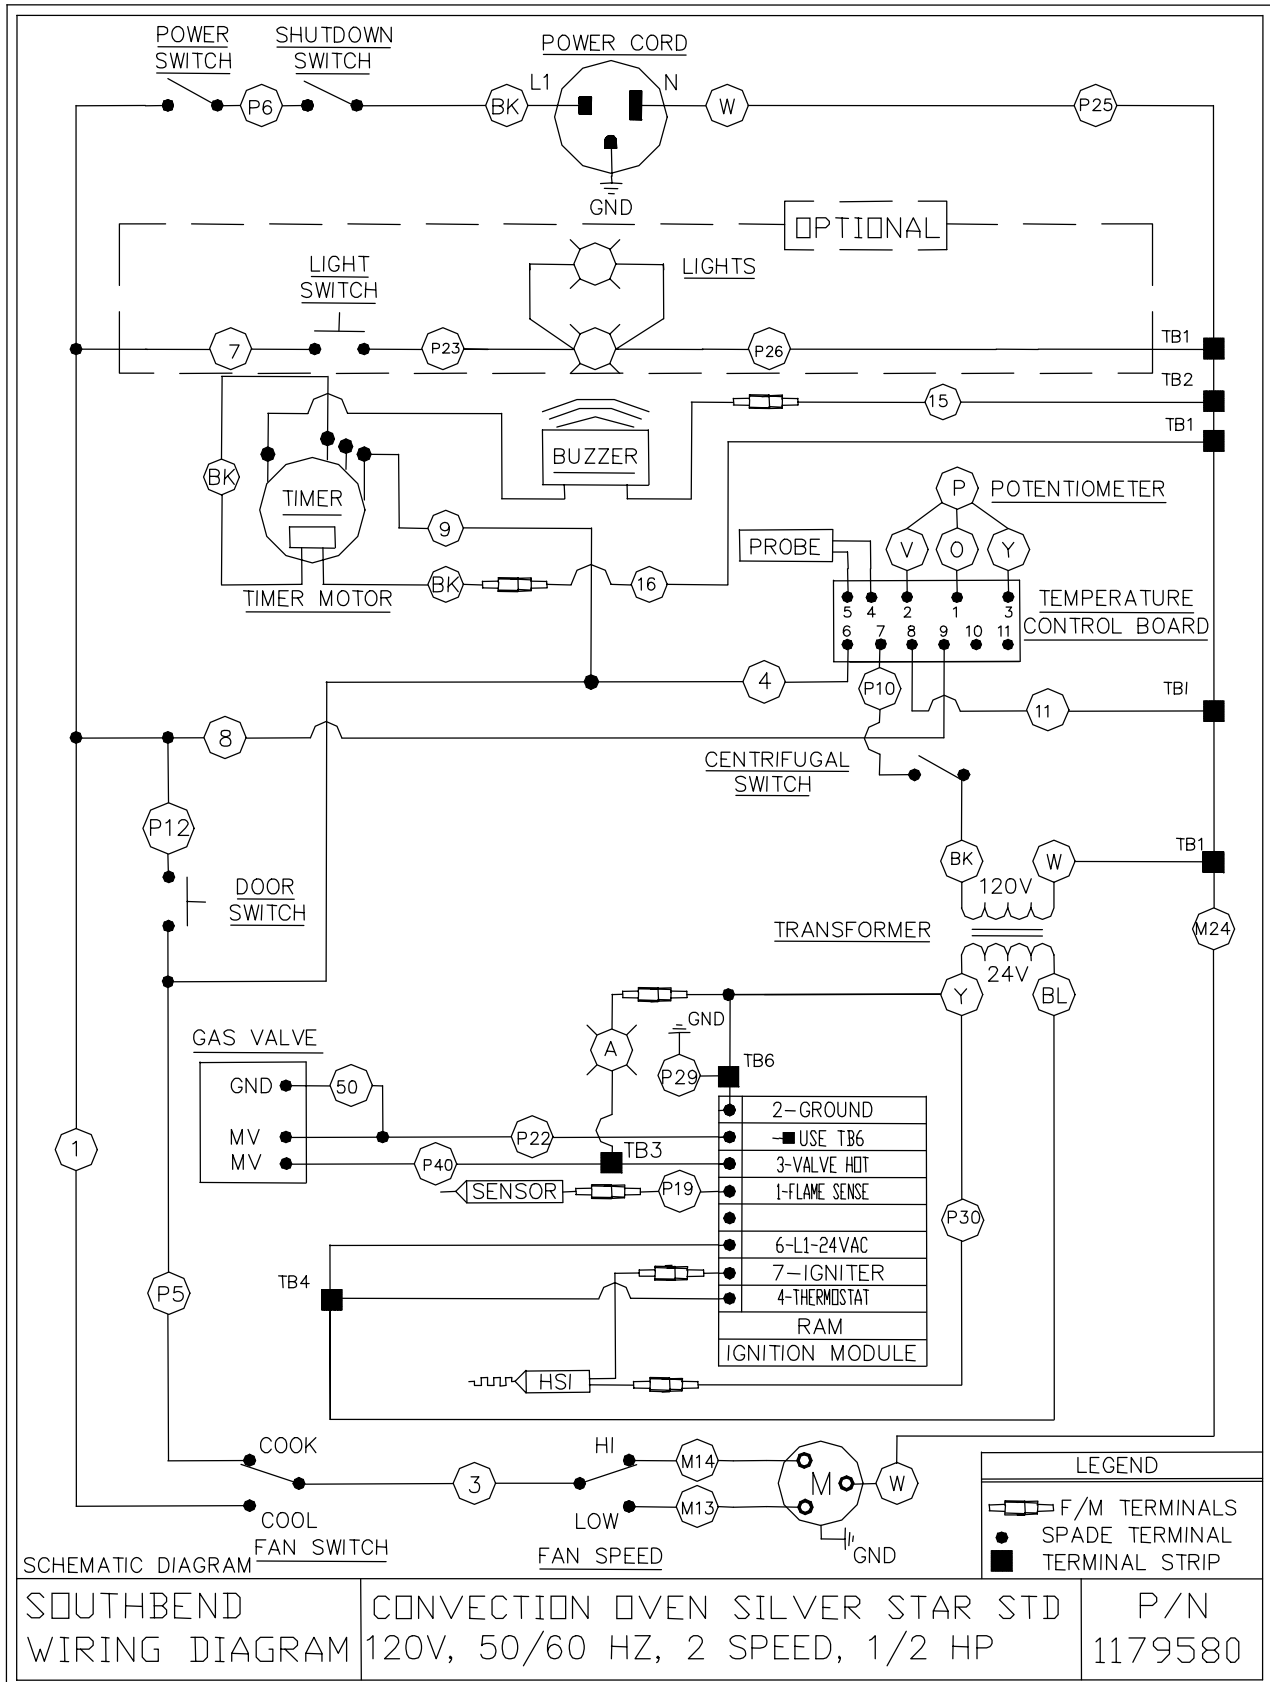 POWER
SWITCH
SHUTDOWN
SWITCH
POWER CORD
L1
N
P6
BK
W
P25
GND
OPTIONAL
LIGHT
SWITCH
LIGHTS
7
P23
P26
TB1
TB2
15
TB1
BUZZER
BK
TIMER
9
P
POTENTIOMETER
PROBE
V
O
Y
BK
16
TIMER MOTOR
5 4 2 1 3
6 7 8 9 10 11
TEMPERATURE
CONTROL BOARD
4
P10
11
TB1
8
CENTRIFUGAL
SWITCH
P12
BK
W
TB1
120V
DOOR
SWITCH
TRANSFORMER
M24
24V
Y
BL
GND
GAS VALVE
A
TB6
P29
GND
50
2-GROUND
MV
P22
USE TB6
MV
P40
TB3
3-VALVE HOT
1
SENSOR
P19
1-FLAME SENSE
P30
6-L1-24VAC
TB4
7-IGNITER
P5
4-THERMOSTAT
RAM
IGNITION MODULE
HSI
COOK
HI
M14
3
M
W
LEGEND
COOL
LOW
M13
F/M TERMINALS
SPADE TERMINAL
TERMINAL STRIP
FAN SWITCH
FAN SPEED
GND
SCHEMATIC DIAGRAM
SOUTHBEND
WIRING DIAGRAM
CONVECTION OVEN SILVER STAR STD
120V, 50/60 HZ, 2 SPEED, 1/2 HP
P/N
1179580